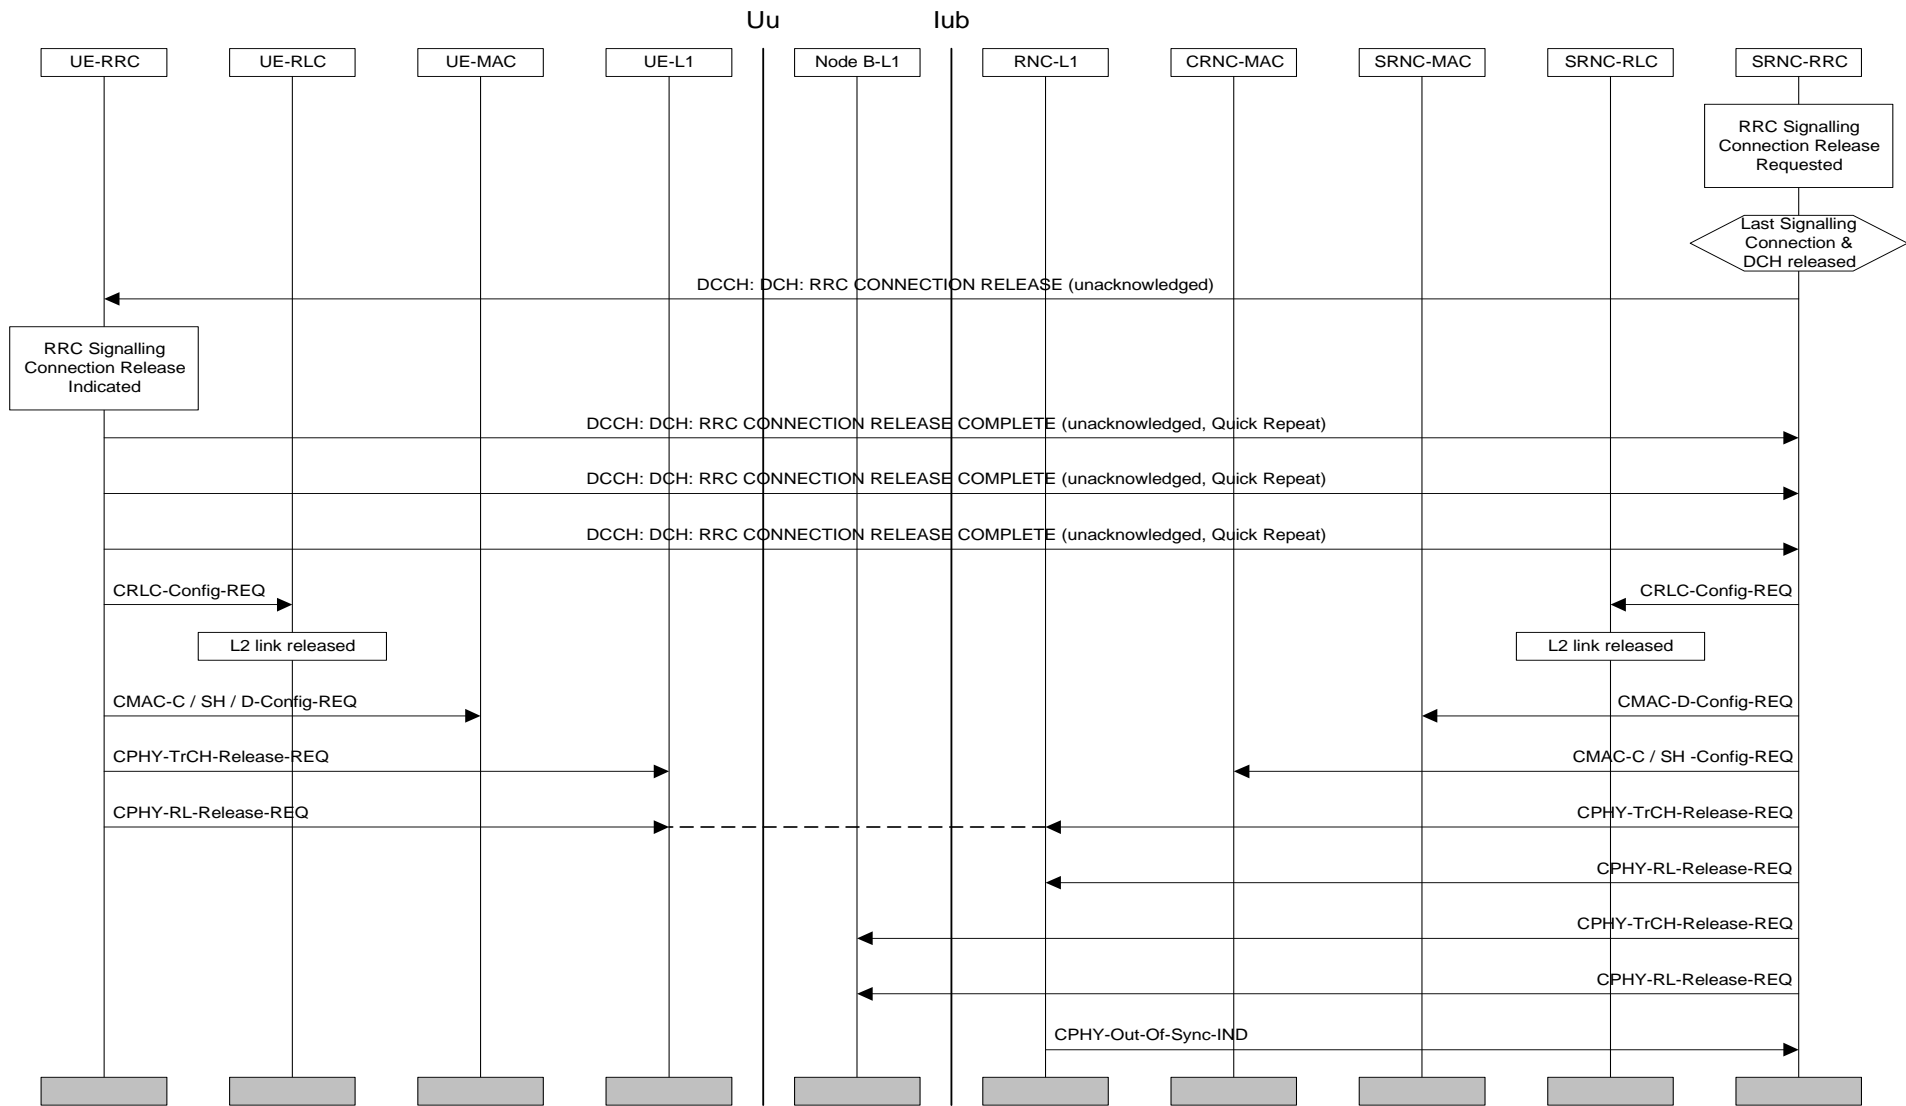 Uu
Iub
UE-RRC
UE-RLC
UE-MAC
UE-L1
Node B-L1
RNC-L1
CRNC-MAC
SRNC-MAC
SRNC-RLC
SRNC-RRC
RRC Signalling
Connection Release
Requested
Last Signalling
Connection &
DCH released
DCCH: DCH: RRC CONNECTION RELEASE (unacknowledged)
RRC Signalling
Connection Release
Indicated
DCCH: DCH: RRC CONNECTION RELEASE COMPLETE (unacknowledged, Quick Repeat)
DCCH: DCH: RRC CONNECTION RELEASE COMPLETE (unacknowledged, Quick Repeat)
DCCH: DCH: RRC CONNECTION RELEASE COMPLETE (unacknowledged, Quick Repeat)
CRLC-Config-REQ
CRLC-Config-REQ
L2 link released
L2 link released
CMAC-C / SH / D-Config-REQ
CMAC-D-Config-REQ
CPHY-TrCH-Release-REQ
CMAC-C / SH -Config-REQ
CPHY-RL-Release-REQ
CPHY-TrCH-Release-REQ
CPHY-RL-Release-REQ
CPHY-TrCH-Release-REQ
CPHY-RL-Release-REQ
CPHY-Out-Of-Sync-IND